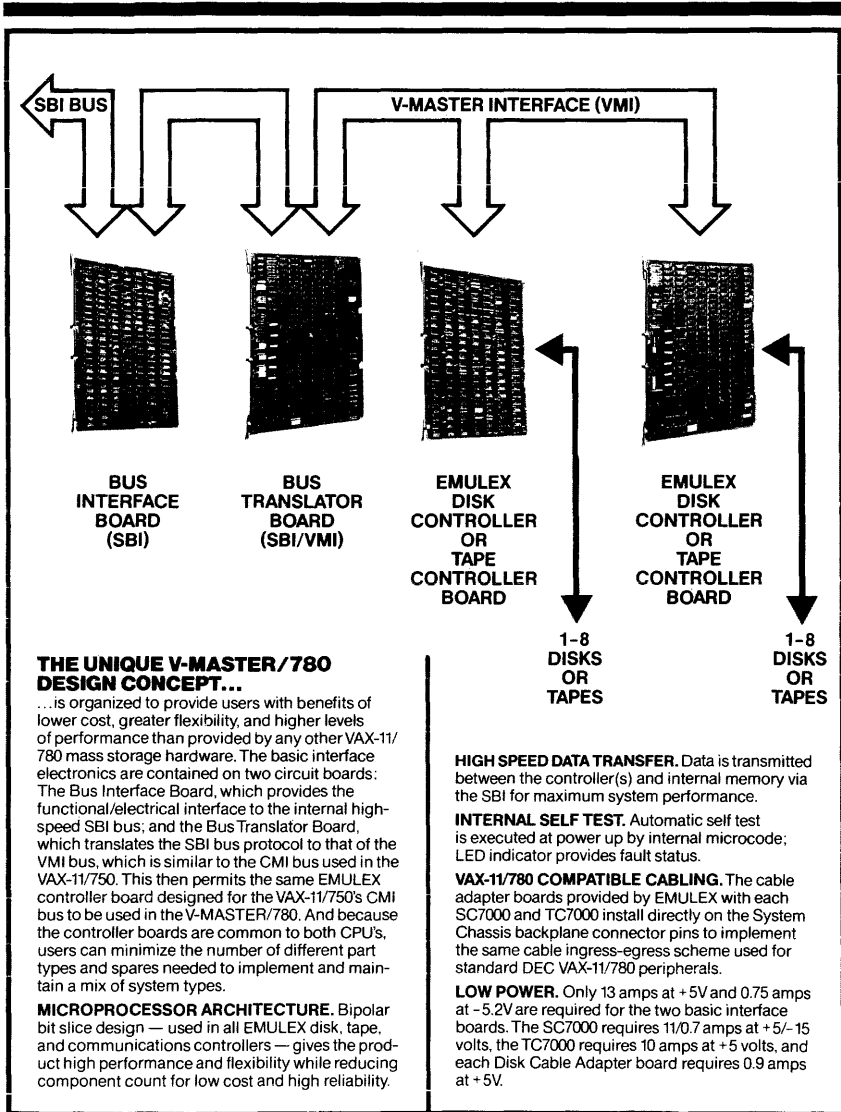 SBI BUS
V-MASTER INTERFACE (VMI)
BUS
INTERFACE
BOARD
(SBI)
BUS
TRANSLATOR
BOARD
(SBI/VMI)
EMULEX
DISK
CONTROLLER
OR
TAPE
CONTROLLER
BOARD
EMULEX
DISK
CONTROLLER
OR
TAPE
CONTROLLER
BOARD
1-8
DISKS
OR
TAPES
1-8
DISKS
OR
TAPES
THE UNIQUE V-MASTER/780
DESIGN CONCEPT...
...is organized to provide users with benefits of
lower cost, greater flexibility, and higher levels
of performance than provided by any other VAX-11/
780 mass storage hardware. The basic interface
electronics are contained on two circuit boards:
The Bus Interface Board, which provides the
functional/electrical interface to the internal high-
speed SBI bus; and the Bus Translator Board,
which translates the SBI bus protocol to that of the
VMI bus, which is similar to the CMI bus used in the
VAX-11/750. This then permits the same EMULEX
controller board designed for the VAX-11/750's CMI
bus to be used in the V-MASTER/780. And because
the controller boards are common to both CPU's,
users can minimize the number of different part
types and spares needed to implement and main-
tain a mix of system types.
MICROPROCESSOR ARCHITECTURE. Bipolar
bit slice design — used in all EMULEX disk, tape,
and communications controllers — gives the prod-
uct high performance and flexibility while reducing
component count for low cost and high reliability.
HIGH SPEED DATA TRANSFER. Data is transmitted
between the controller(s) and internal memory via
the SBI for maximum system performance.
INTERNAL SELF TEST. Automatic self test
is executed at power up by internal microcode;
LED indicator provides fault status.
VAX-11/780 COMPATIBLE CABLING. The cable
adapter boards provided by EMULEX with each
SC7000 and TC7000 install directly on the System
Chassis backplane connector pins to implement
the same cable ingress-egress scheme used for
standard DEC VAX-11/780 peripherals.
LOW POWER. Only 13 amps at +5V and 0.75 amps
at -5.2V are required for the two basic interface
boards. The SC7000 requires 11/0.7 amps at +5/-15
volts, the TC7000 requires 10 amps at +5 volts, and
each Disk Cable Adapter board requires 0.9 amps
at +5V.